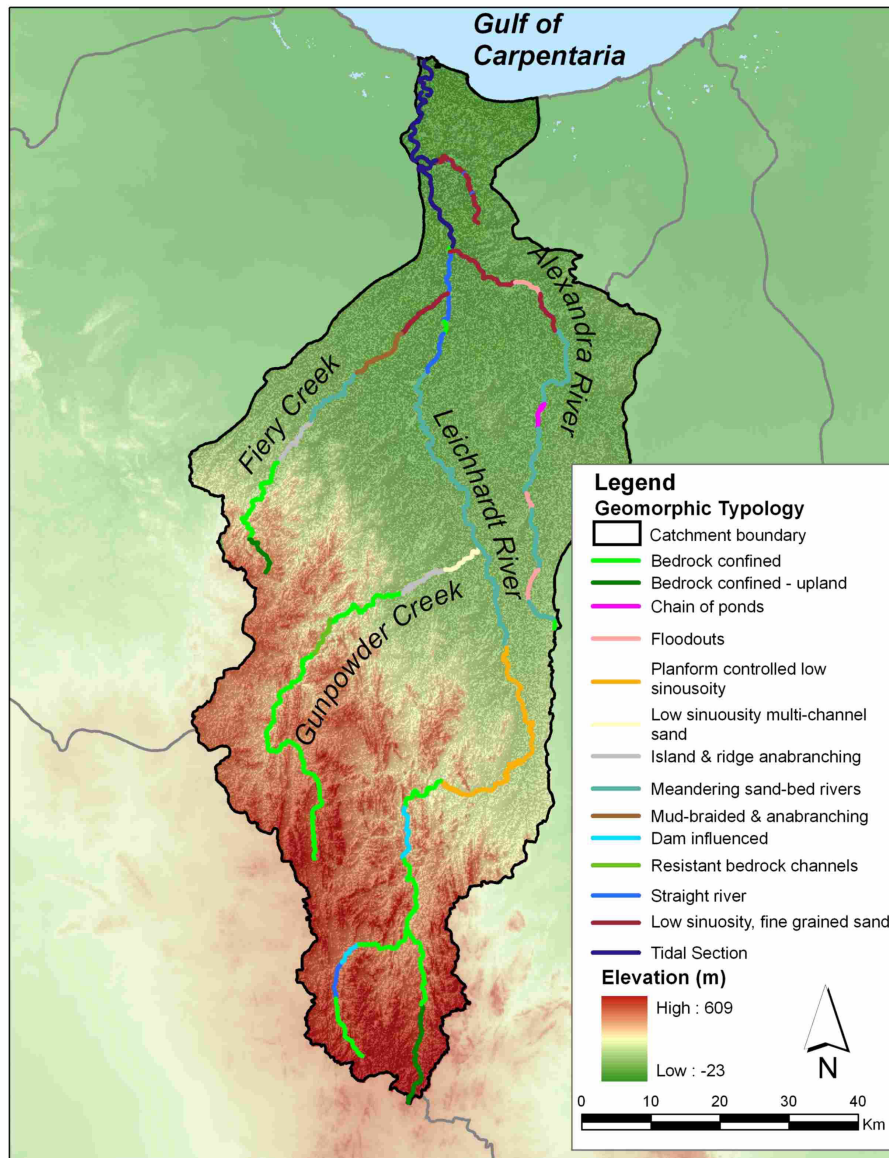 Gulf of
Carpentaria
Alexandra River
Fiery Creek
Leichhardt River
Gunpowder Creek
Legend
Geomorphic Typology
Catchment boundary
Bedrock confined
Bedrock confined - upland
Chain of ponds
Floodouts
Planform controlled low
sinousoity
Low sinuousity multi-channel
sand
Island & ridge anabranching
Meandering sand-bed rivers
Mud-braided & anabranching
Dam influenced
Resistant bedrock channels
Straight river
Low sinuosity, fine grained sand
Tidal Section
Elevation (m)
High : 609
Low : -23
N
0 10 20 30 40
Km